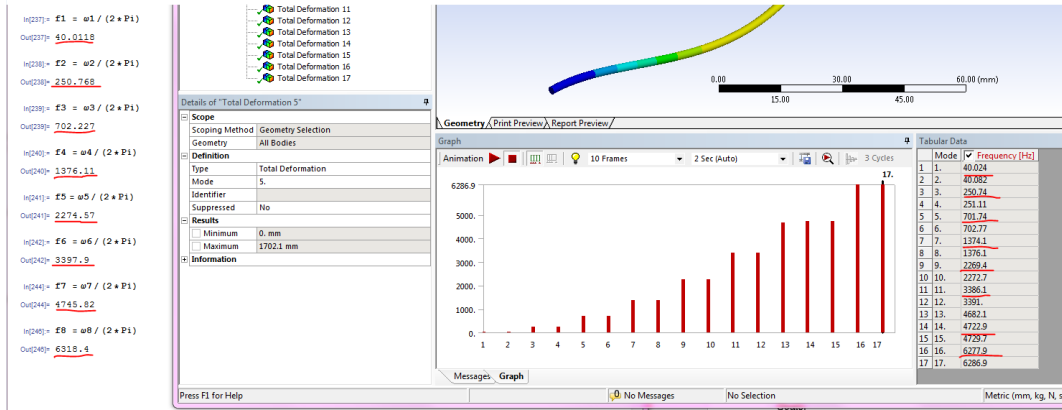 In[237]:= f1 = ω1 / (2 * Pi)
Out[237]= 40.0118
In[238]:= f2 = ω2 / (2 * Pi)
Out[238]= 250.768
In[239]:= f3 = ω3 / (2 * Pi)
Out[239]= 702.227
In[240]:= f4 = ω4 / (2 * Pi)
Out[240]= 1376.11
In[241]:= f5 = ω5 / (2 * Pi)
Out[241]= 2274.57
In[242]:= f6 = ω6 / (2 * Pi)
Out[242]= 3397.9
In[244]:= f7 = ω7 / (2 * Pi)
Out[244]= 4745.82
In[246]:= f8 = ω8 / (2 * Pi)
Out[246]= 6318.4
Total Deformation 11
Total Deformation 12
Total Deformation 13
Total Deformation 14
Total Deformation 15
Total Deformation 16
Total Deformation 17
Details of "Total Deformation 5"
Scope
Scoping Method Geometry Selection
Geometry All Bodies
Definition
Type Total Deformation
Mode 5.
Identifier
Suppressed No
Results
Minimum 0. mm
Maximum 1702.1 mm
Information
0.00 30.00 60.00 (mm)
15.00 45.00
Geometry Print Preview Report Preview
Graph
Animation 10 Frames 2 Sec (Auto) 3 Cycles
17.
6286.9
5000.
4000.
3000.
2000.
1000.
0.
1 2 3 4 5 6 7 8 9 10 11 12 13 14 15 16 17
Messages Graph
Tabular Data
Mode Frequency [Hz]
1 1. 40.024
2 2. 40.082
3 3. 250.74
4 4. 251.11
5 5. 701.74
6 6. 702.77
7 7. 1374.1
8 8. 1376.1
9 9. 2269.4
10 10. 2272.7
11 11. 3386.1
12 12. 3391.
13 13. 4682.1
14 14. 4722.9
15 15. 4729.7
16 16. 6277.9
17 17. 6286.9
Press F1 for Help
0 No Messages
No Selection
Metric (mm, kg, N, s